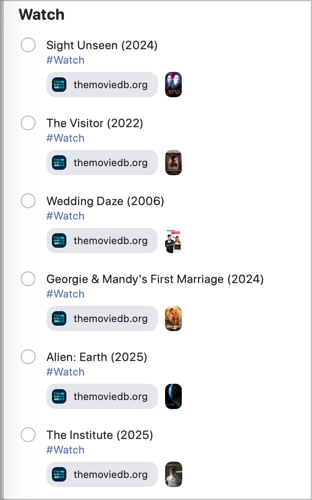 Watch
Sight Unseen (2024)
#Watch
themoviedb.org
The Visitor (2022)
#Watch
themoviedb.org
Wedding Daze (2006)
#Watch
themoviedb.org
Georgie & Mandy's First Marriage (2024)
#Watch
themoviedb.org
Alien: Earth (2025)
#Watch
themoviedb.org
The Institute (2025)
#Watch
themoviedb.org